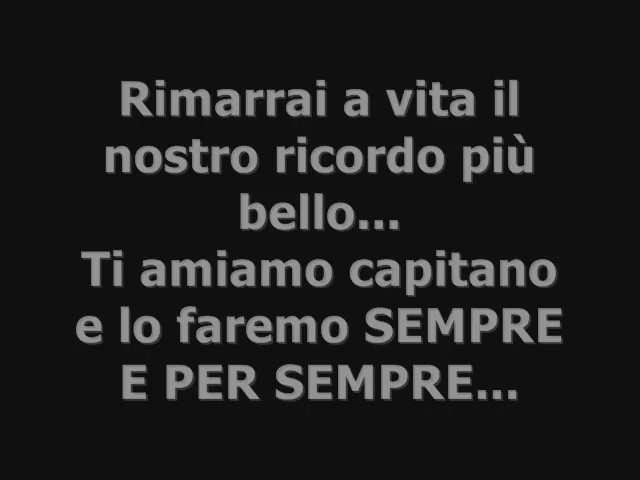 Rimarrai a vita il
nostro ricordo più
bello...
Ti amiamo capitano
e lo faremo SEMPRE
E PER SEMPRE...